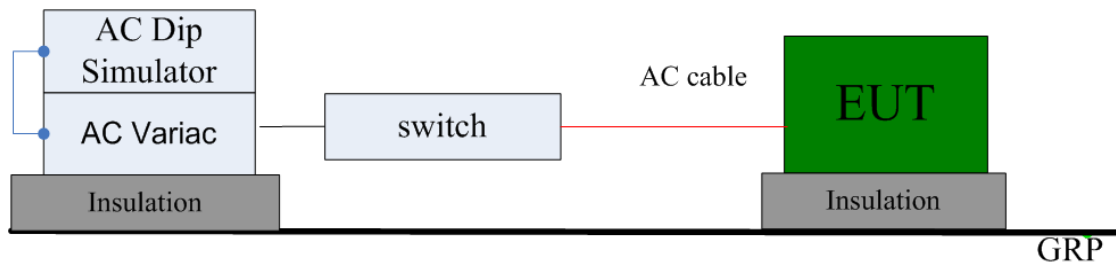 AC Dip
Simulator
AC Variac
Insulation
switch
AC cable
EUT
Insulation
GRP